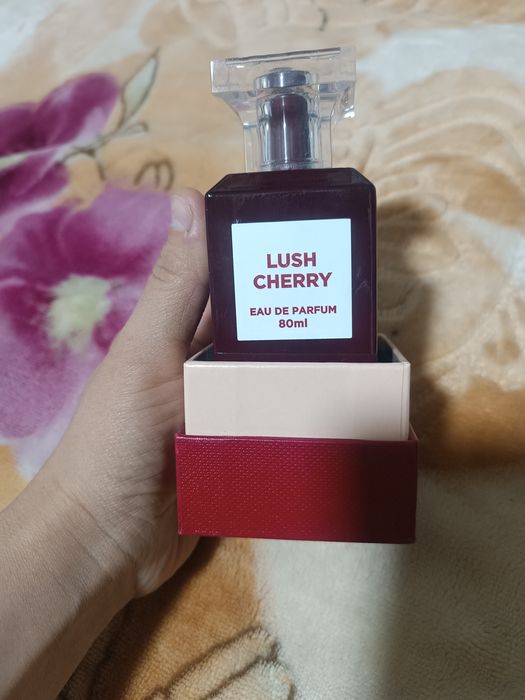 LUSH
CHERRY
EAU DE PARFUM
80ml